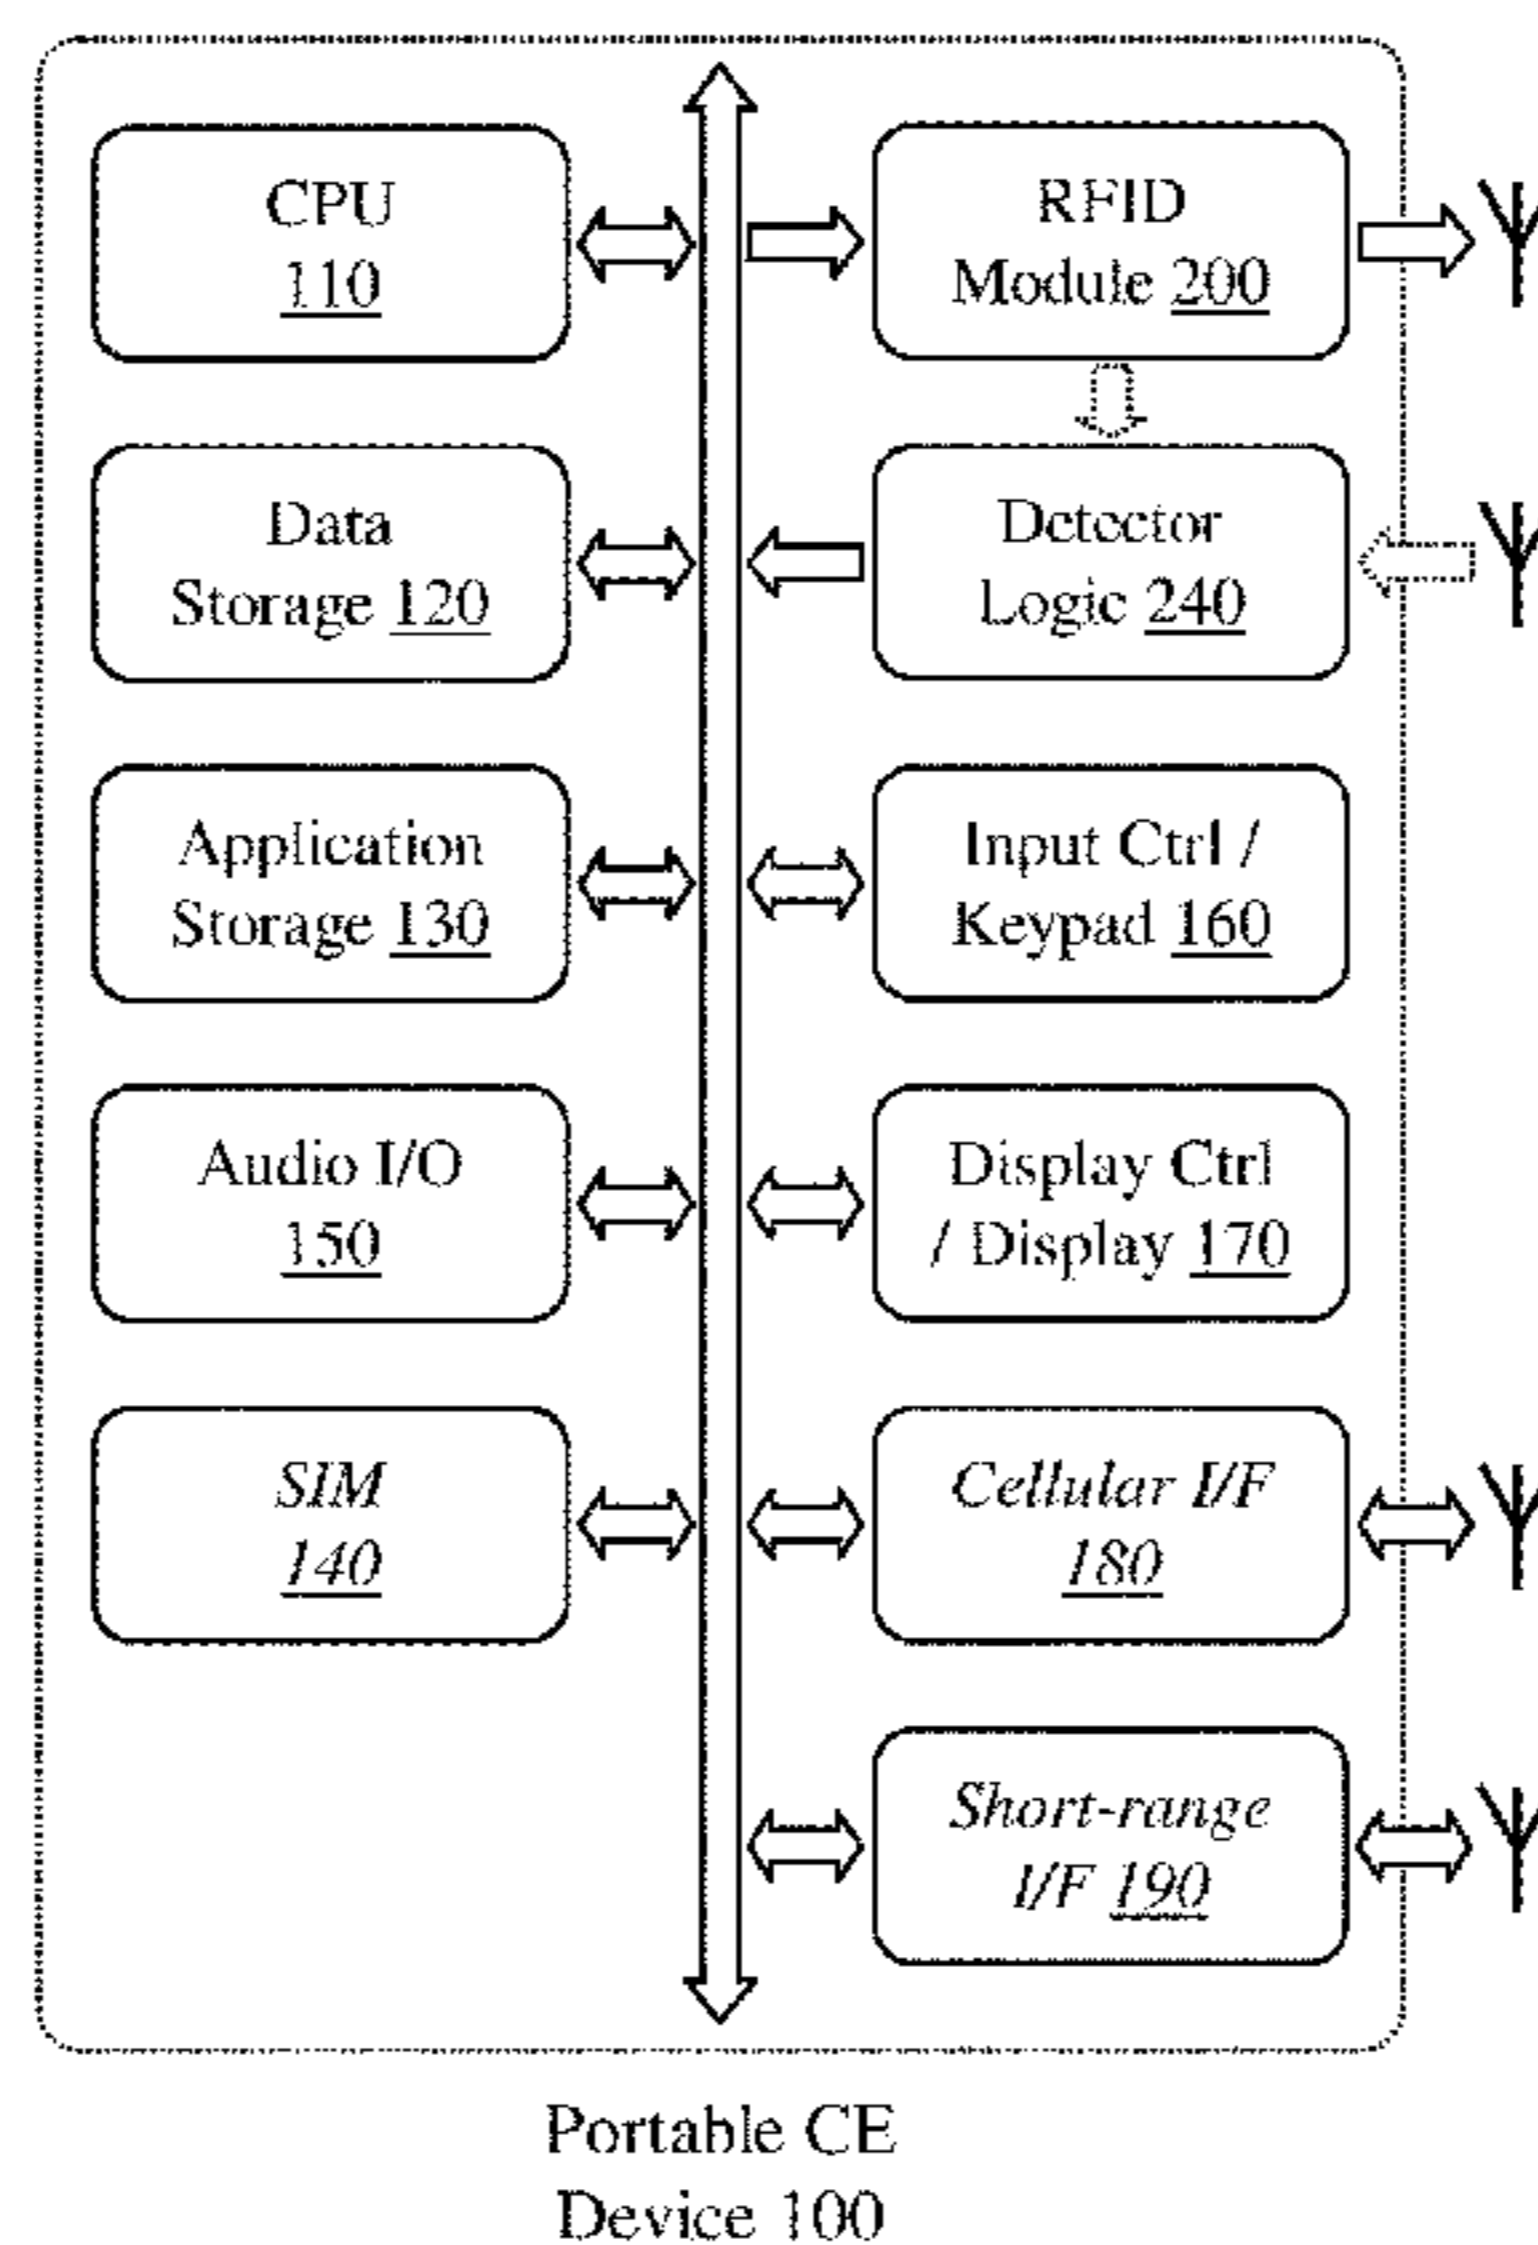 CPU
110
RFID
Module 200
Data
Storage 120
Detector
Logic 240
Application
Storage 130
Input Ctrl /
Keypad 160
Audio I/O
150
Display Ctrl
/ Display 170
SIM
140
Cellular I/F
180
Short-range
I/F 190
Portable CE
Device 100